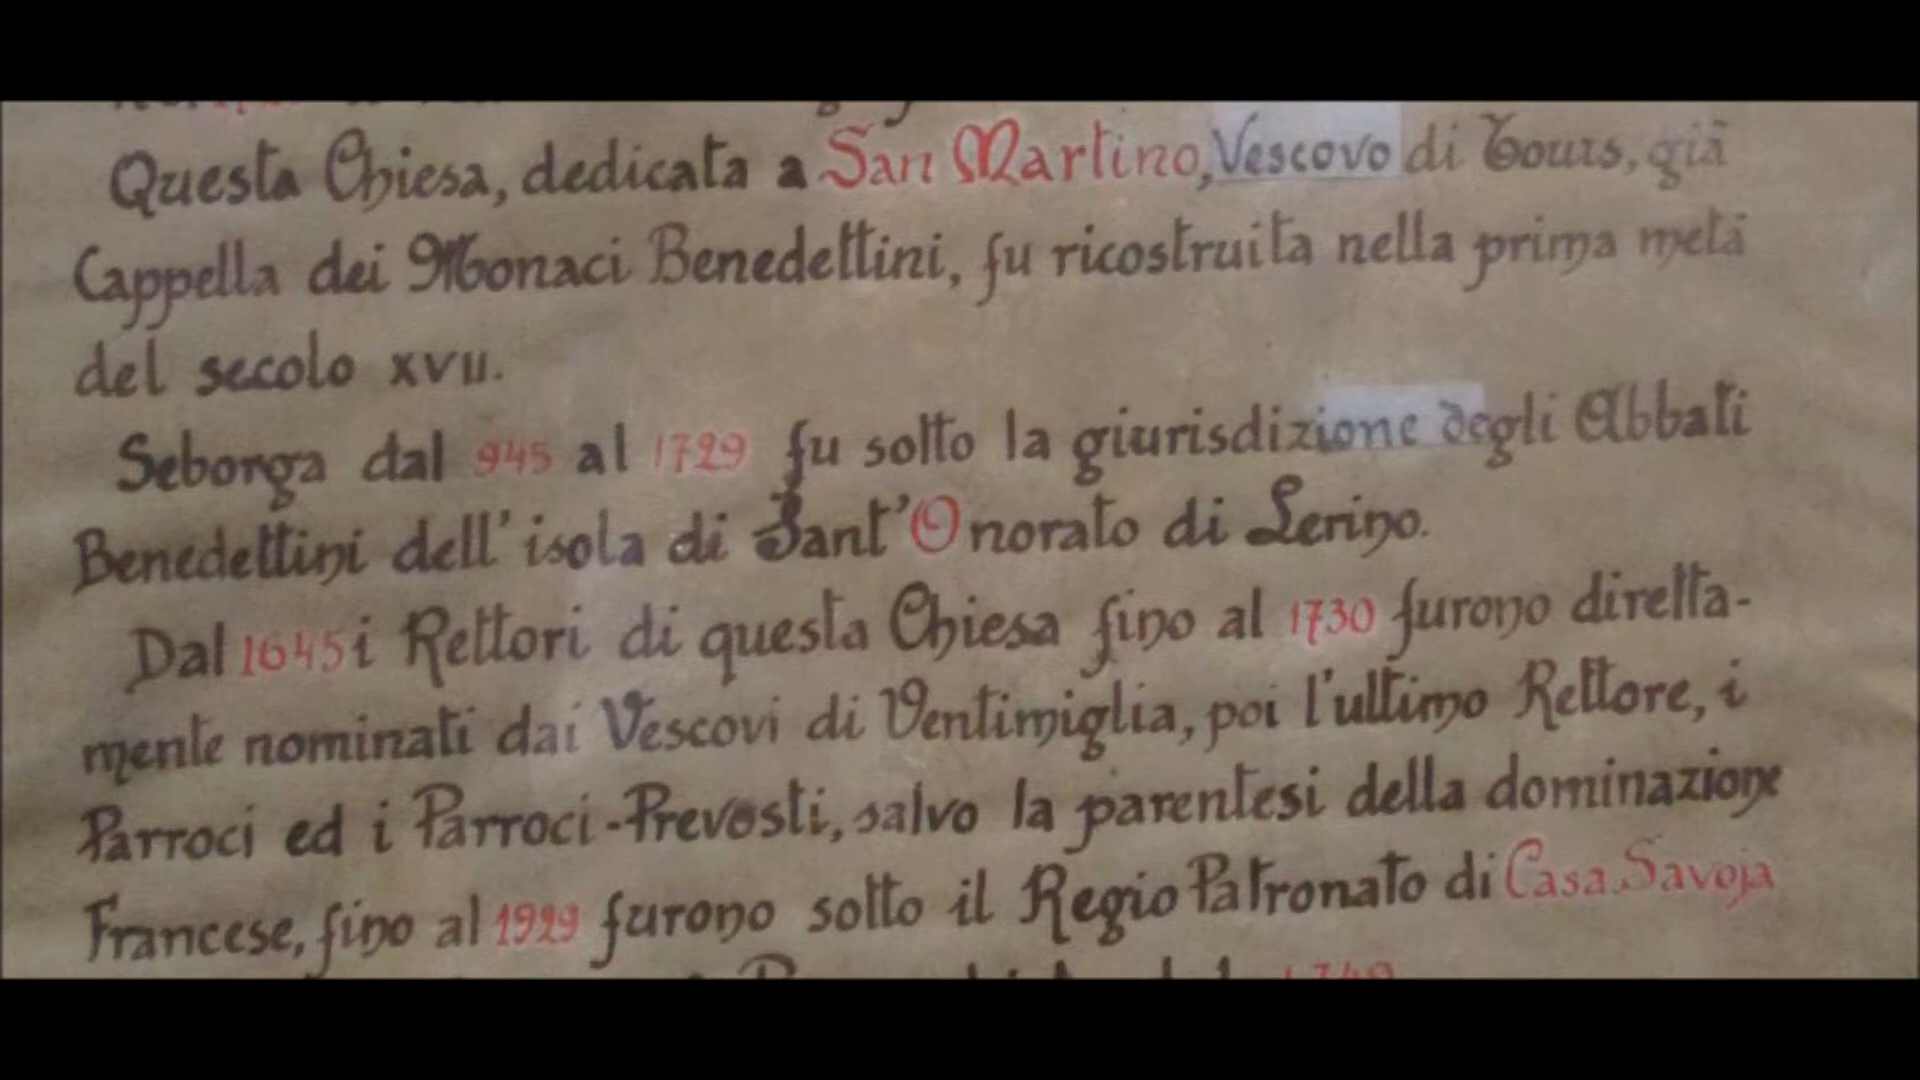 Questa Chiesa, dedicata a San Martino, Vescovo di Tours, già
Cappella dei Monaci Benedettini, fu ricostruita nella prima metà
del secolo XVII.
Seborga dal 945 al 1729 fu sotto la giurisdizione degli Abbati
Benedettini dell'isola di Sant'Onorato di Lerino.
Dal 1645 i Rettori di questa Chiesa fino al 1730 furono diretta-
mente nominati dai Vescovi di Ventimiglia, poi l'ultimo Rettore, i
Parroci ed i Parroci-Prevosti, salvo la parentesi della dominazione
Francese, fino al 1929 furono sotto il Regio Patronato di Casa Savoja